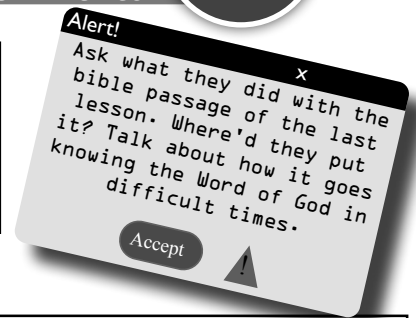 Alert!
x
Ask what they did with the
bible passage of the last
lesson. Where'd they put
it? Talk about how it goes
knowing the Word of God in
difficult times.
Accept
!